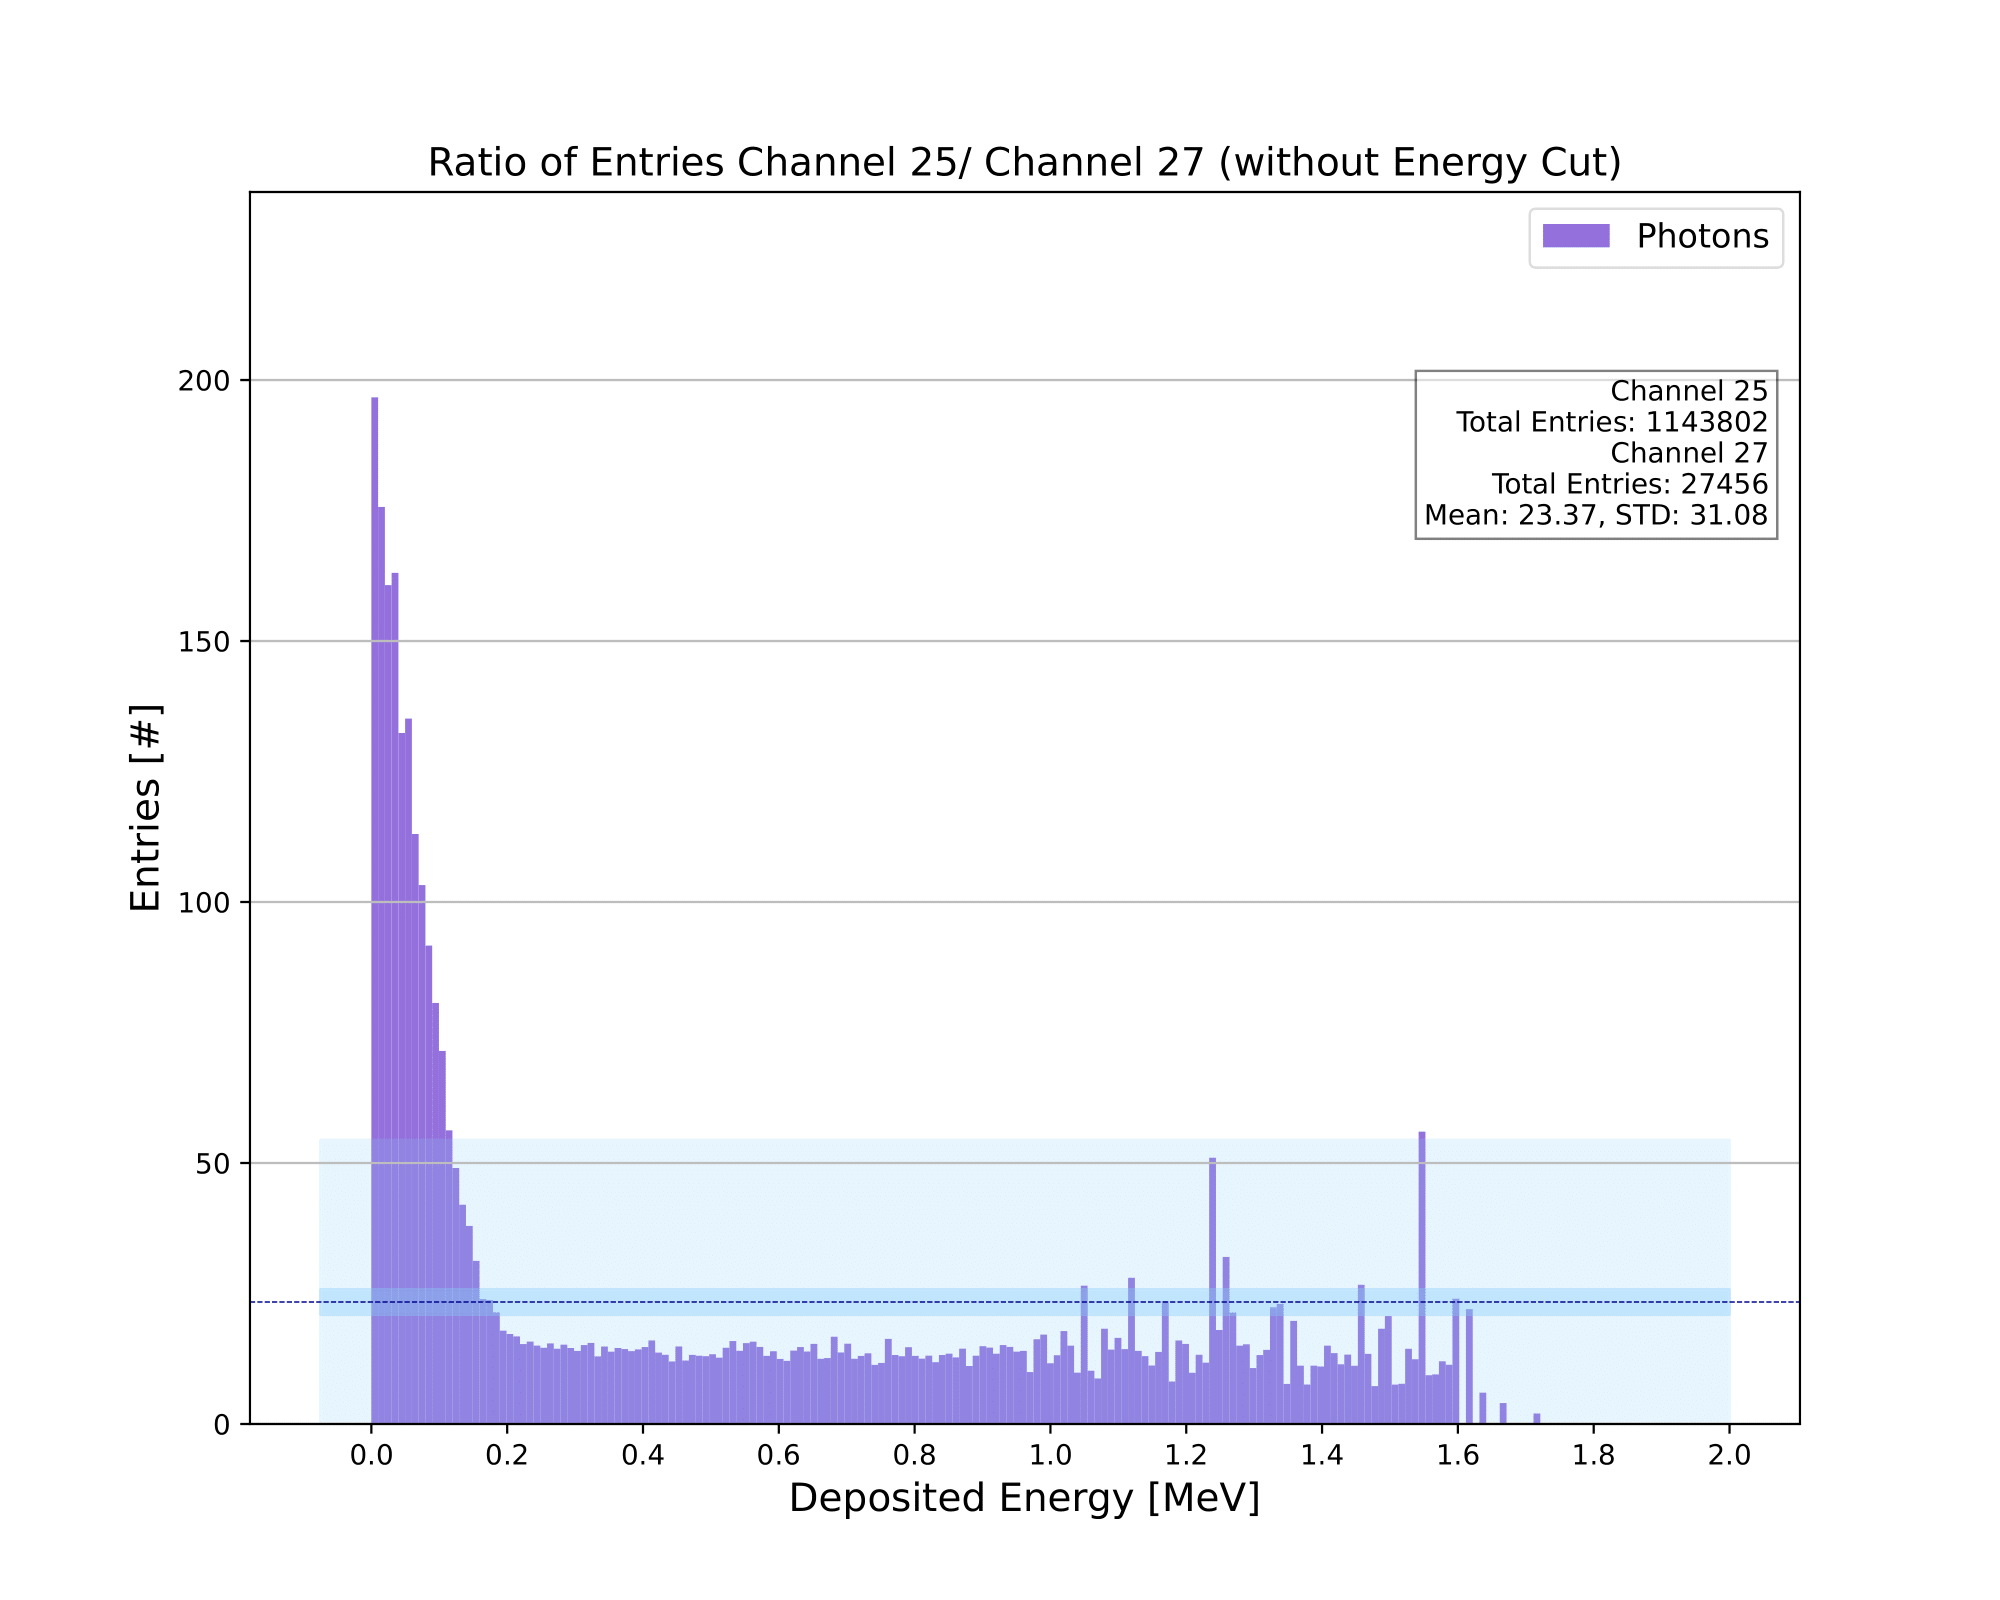 Ratio of Entries Channel 25/ Channel 27 (without Energy Cut)
Photons
Channel 25
Total Entries: 1143802
Channel 27
Total Entries: 27456
Mean: 23.37, STD: 31.08
Entries [#]
200
150
100
50
0
0.0 0.2 0.4 0.6 0.8 1.0 1.2 1.4 1.6 1.8 2.0
Deposited Energy [MeV]